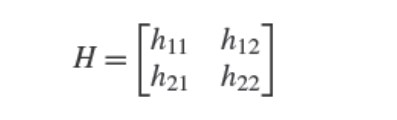 H = [h₁₁ h₁₂
h₂₁ h₂₂]